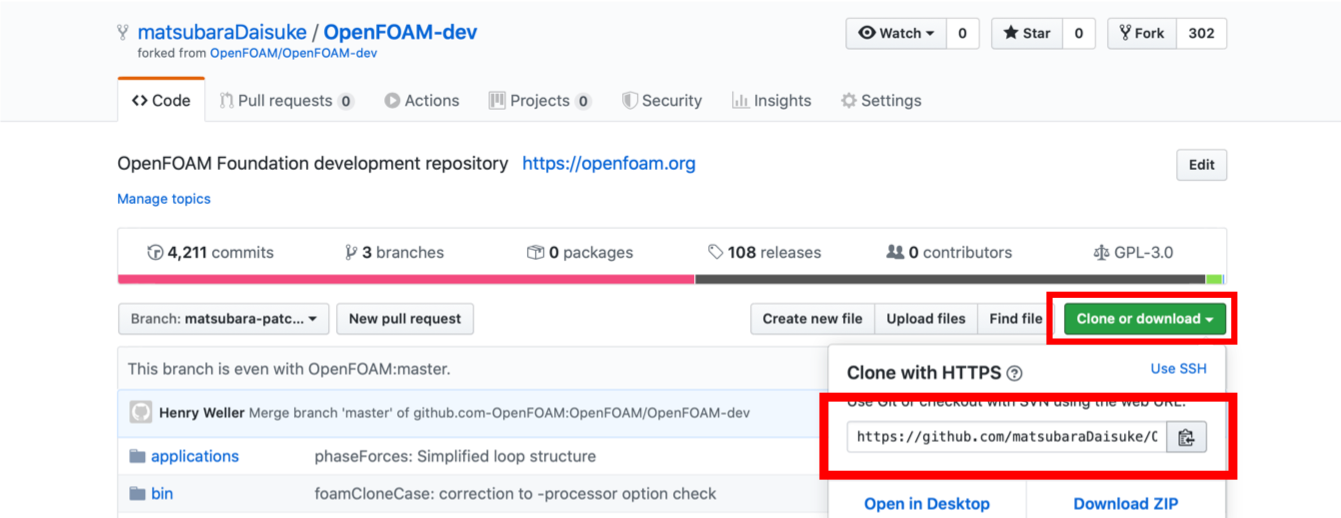 matsubaraDaisuke / OpenFOAM-dev
Watch 0 Star 0 Fork 302
forked from OpenFOAM/OpenFOAM-dev
Code Pull requests 0 Actions Projects 0 Security Insights Settings
OpenFOAM Foundation development repository https://openfoam.org
Edit
Manage topics
4,211 commits 3 branches 0 packages 108 releases 0 contributors GPL-3.0
Branch: matsubara-patc... New pull request Create new file Upload files Find file Clone or download
This branch is even with OpenFOAM:master.
Clone with HTTPS Use SSH
Use Git or checkout with SVN using the web URL.
Henry Weller Merge branch 'master' of github.com-OpenFOAM:OpenFOAM/OpenFOAM-dev
https://github.com/matsubaraDaisuke/O
applications phaseForces: Simplified loop structure
bin foamCloneCase: correction to -processor option check
Open in Desktop Download ZIP